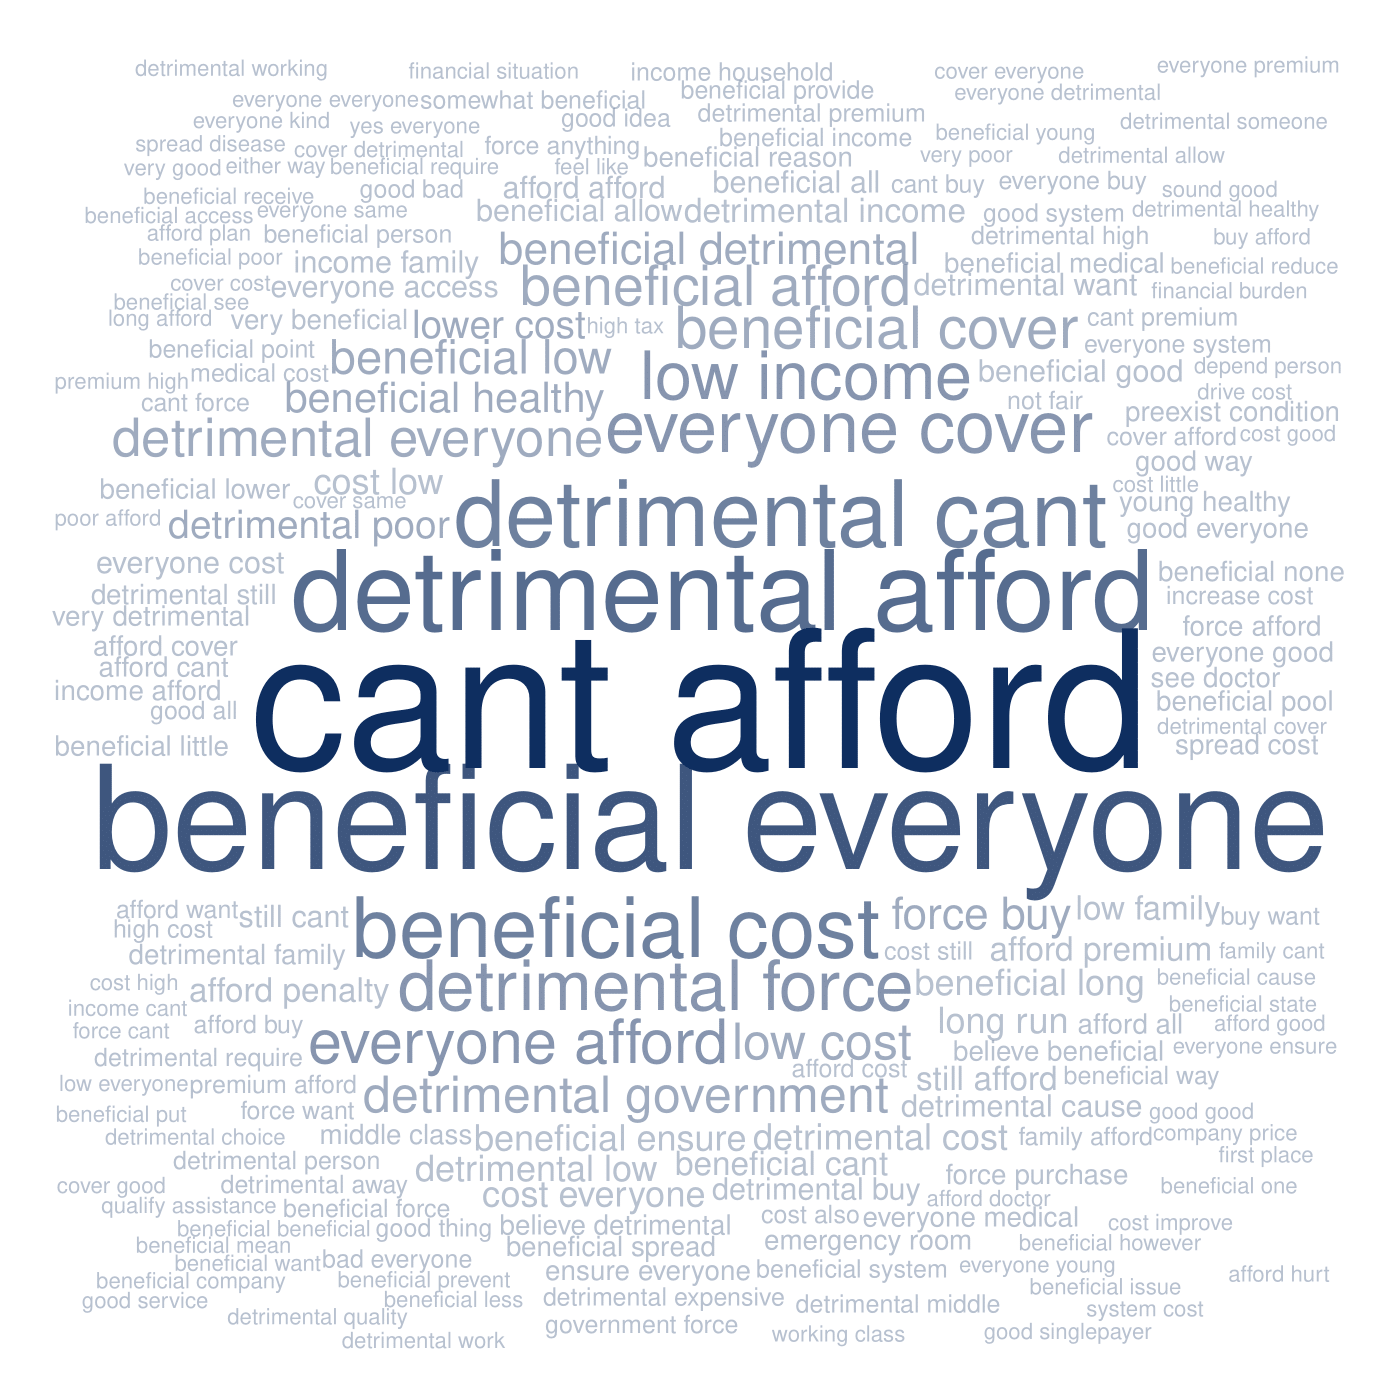 detrimental working
financial situation
income household
cover everyone
everyone premium
everyone everyone
somewhat beneficial
beneficial provide
everyone detrimental
everyone kind
yes everyone
good idea
detrimental premium
detrimental someone
spread disease
cover detrimental
force anything
beneficial income
beneficial young
very good
either way
beneficial require
feel like
beneficial reason
very poor
detrimental allow
beneficial receive
good bad
afford afford
beneficial all
cant buy
everyone buy
sound good
beneficial access
everyone same
beneficial allow
detrimental income
good system
detrimental healthy
afford plan
beneficial person
beneficial detrimental
detrimental high
buy afford
beneficial poor
income family
beneficial medical
beneficial reduce
cover cost
everyone access
beneficial afford
detrimental want
financial burden
beneficial see
long afford
very beneficial
lower cost
high tax
beneficial cover
cant premium
beneficial point
beneficial low
everyone system
premium high
medical cost
low income
beneficial good
depend person
cant force
beneficial healthy
not fair
drive cost
preexist condition
detrimental everyone
everyone cover
cover afford
cost good
good way
beneficial lower
cost low
cover same
cost little
young healthy
poor afford
detrimental poor
detrimental cant
good everyone
everyone cost
beneficial none
detrimental still
detrimental afford
increase cost
very detrimental
force afford
afford cover
everyone good
afford cant
see doctor
income afford
cant afford
beneficial pool
good all
detrimental cover
beneficial little
spread cost
beneficial everyone
afford want
still cant
force buy
low family
buy want
high cost
beneficial cost
detrimental family
cost still
afford premium
family cant
cost high
afford penalty
detrimental force
beneficial long
beneficial cause
income cant
beneficial state
force cant
afford buy
long run
afford all
afford good
detrimental require
everyone afford
low cost
believe beneficial
everyone ensure
afford cost
low everyone
premium afford
still afford
beneficial way
beneficial put
force want
detrimental government
detrimental cause
good good
detrimental choice
middle class
beneficial ensure
detrimental cost
family afford
company price
detrimental person
detrimental low
beneficial cant
first place
cover good
detrimental away
force purchase
beneficial one
qualify assistance
beneficial force
cost everyone
detrimental buy
afford doctor
beneficial beneficial
good thing
believe detrimental
cost also
everyone medical
cost improve
beneficial mean
beneficial spread
emergency room
beneficial however
beneficial want
bad everyone
beneficial company
beneficial prevent
ensure everyone
beneficial system
everyone young
afford hurt
good service
beneficial less
detrimental expensive
detrimental middle
beneficial issue
detrimental quality
system cost
detrimental work
government force
working class
good singlepayer